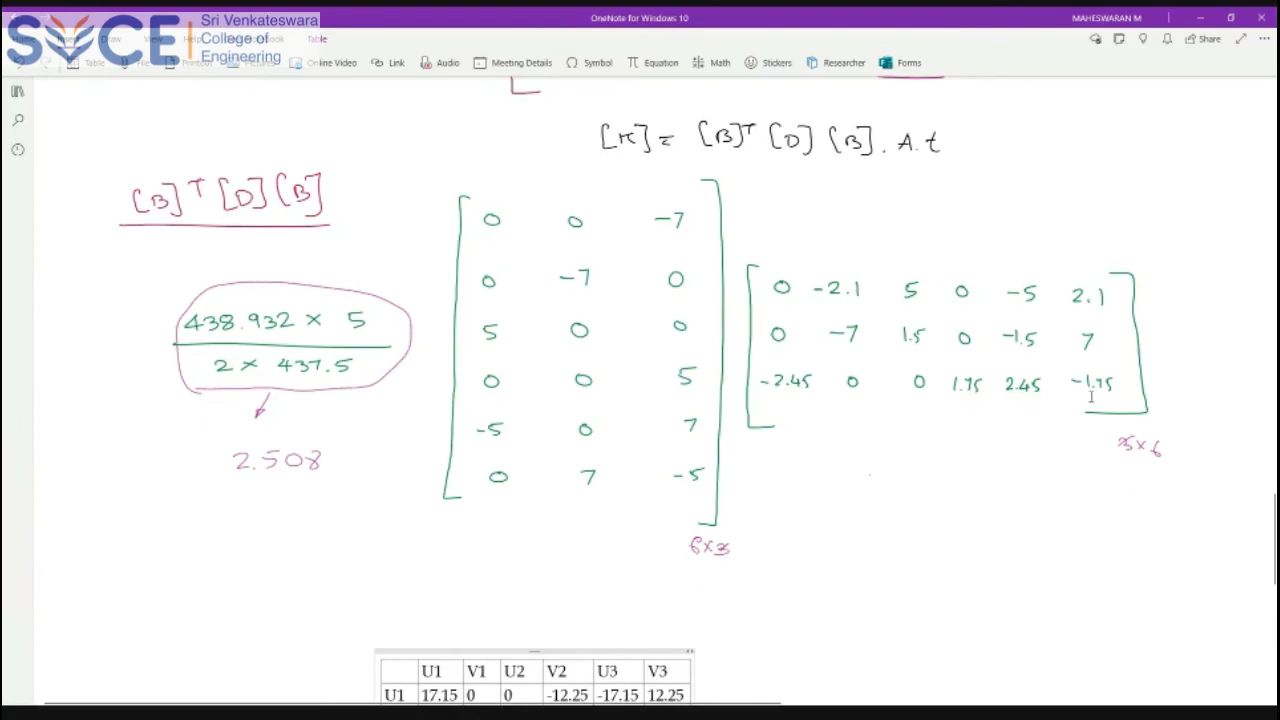 OneNote for Windows 10
MAHESWARAN M
SVCE
Sri Venkateswara
College of
Engineering
Draw
Table
Table
Online Video
Link
Audio
Meeting Details
Symbol
Equation
Math
Stickers
Researcher
Forms
Share
[K] = [B]ᵀ [D] [B] . A.t
[B]ᵀ [D] [B]
438.932 × 5
2 × 437.5
2.508
0 0 -7
0 -7 0
5 0 0
0 0 5
-5 0 7
0 7 -5
6×3
0 -2.1 5 0 -5 2.1
0 -7 1.5 0 -1.5 7
-2.45 0 0 1.75 2.45 -1.75
3×6
U1 V1 U2 V2 U3 V3
U1 17.15 0 0 -12.25 -17.15 12.25